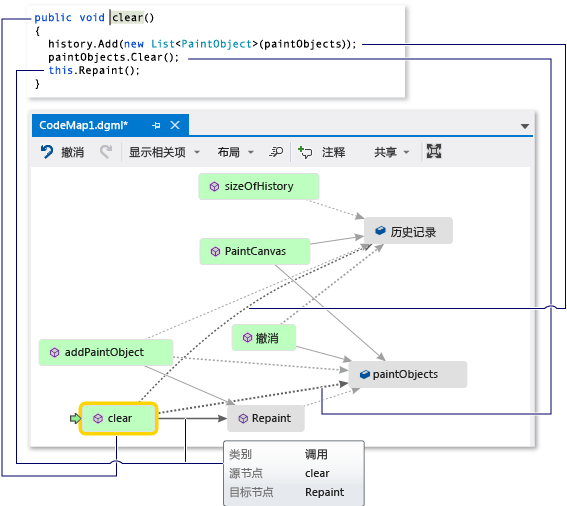 public void clear()
{
history.Add(new List<PaintObject>(paintObjects));
paintObjects.Clear();
this.Repaint();
}
CodeMap1.dgml*
撤消 显示相关项 布局 注释 共享
sizeOfHistory
历史记录
PaintCanvas
撤消
addPaintObject
paintObjects
clear
Repaint
类别 调用
源节点 clear
目标节点 Repaint